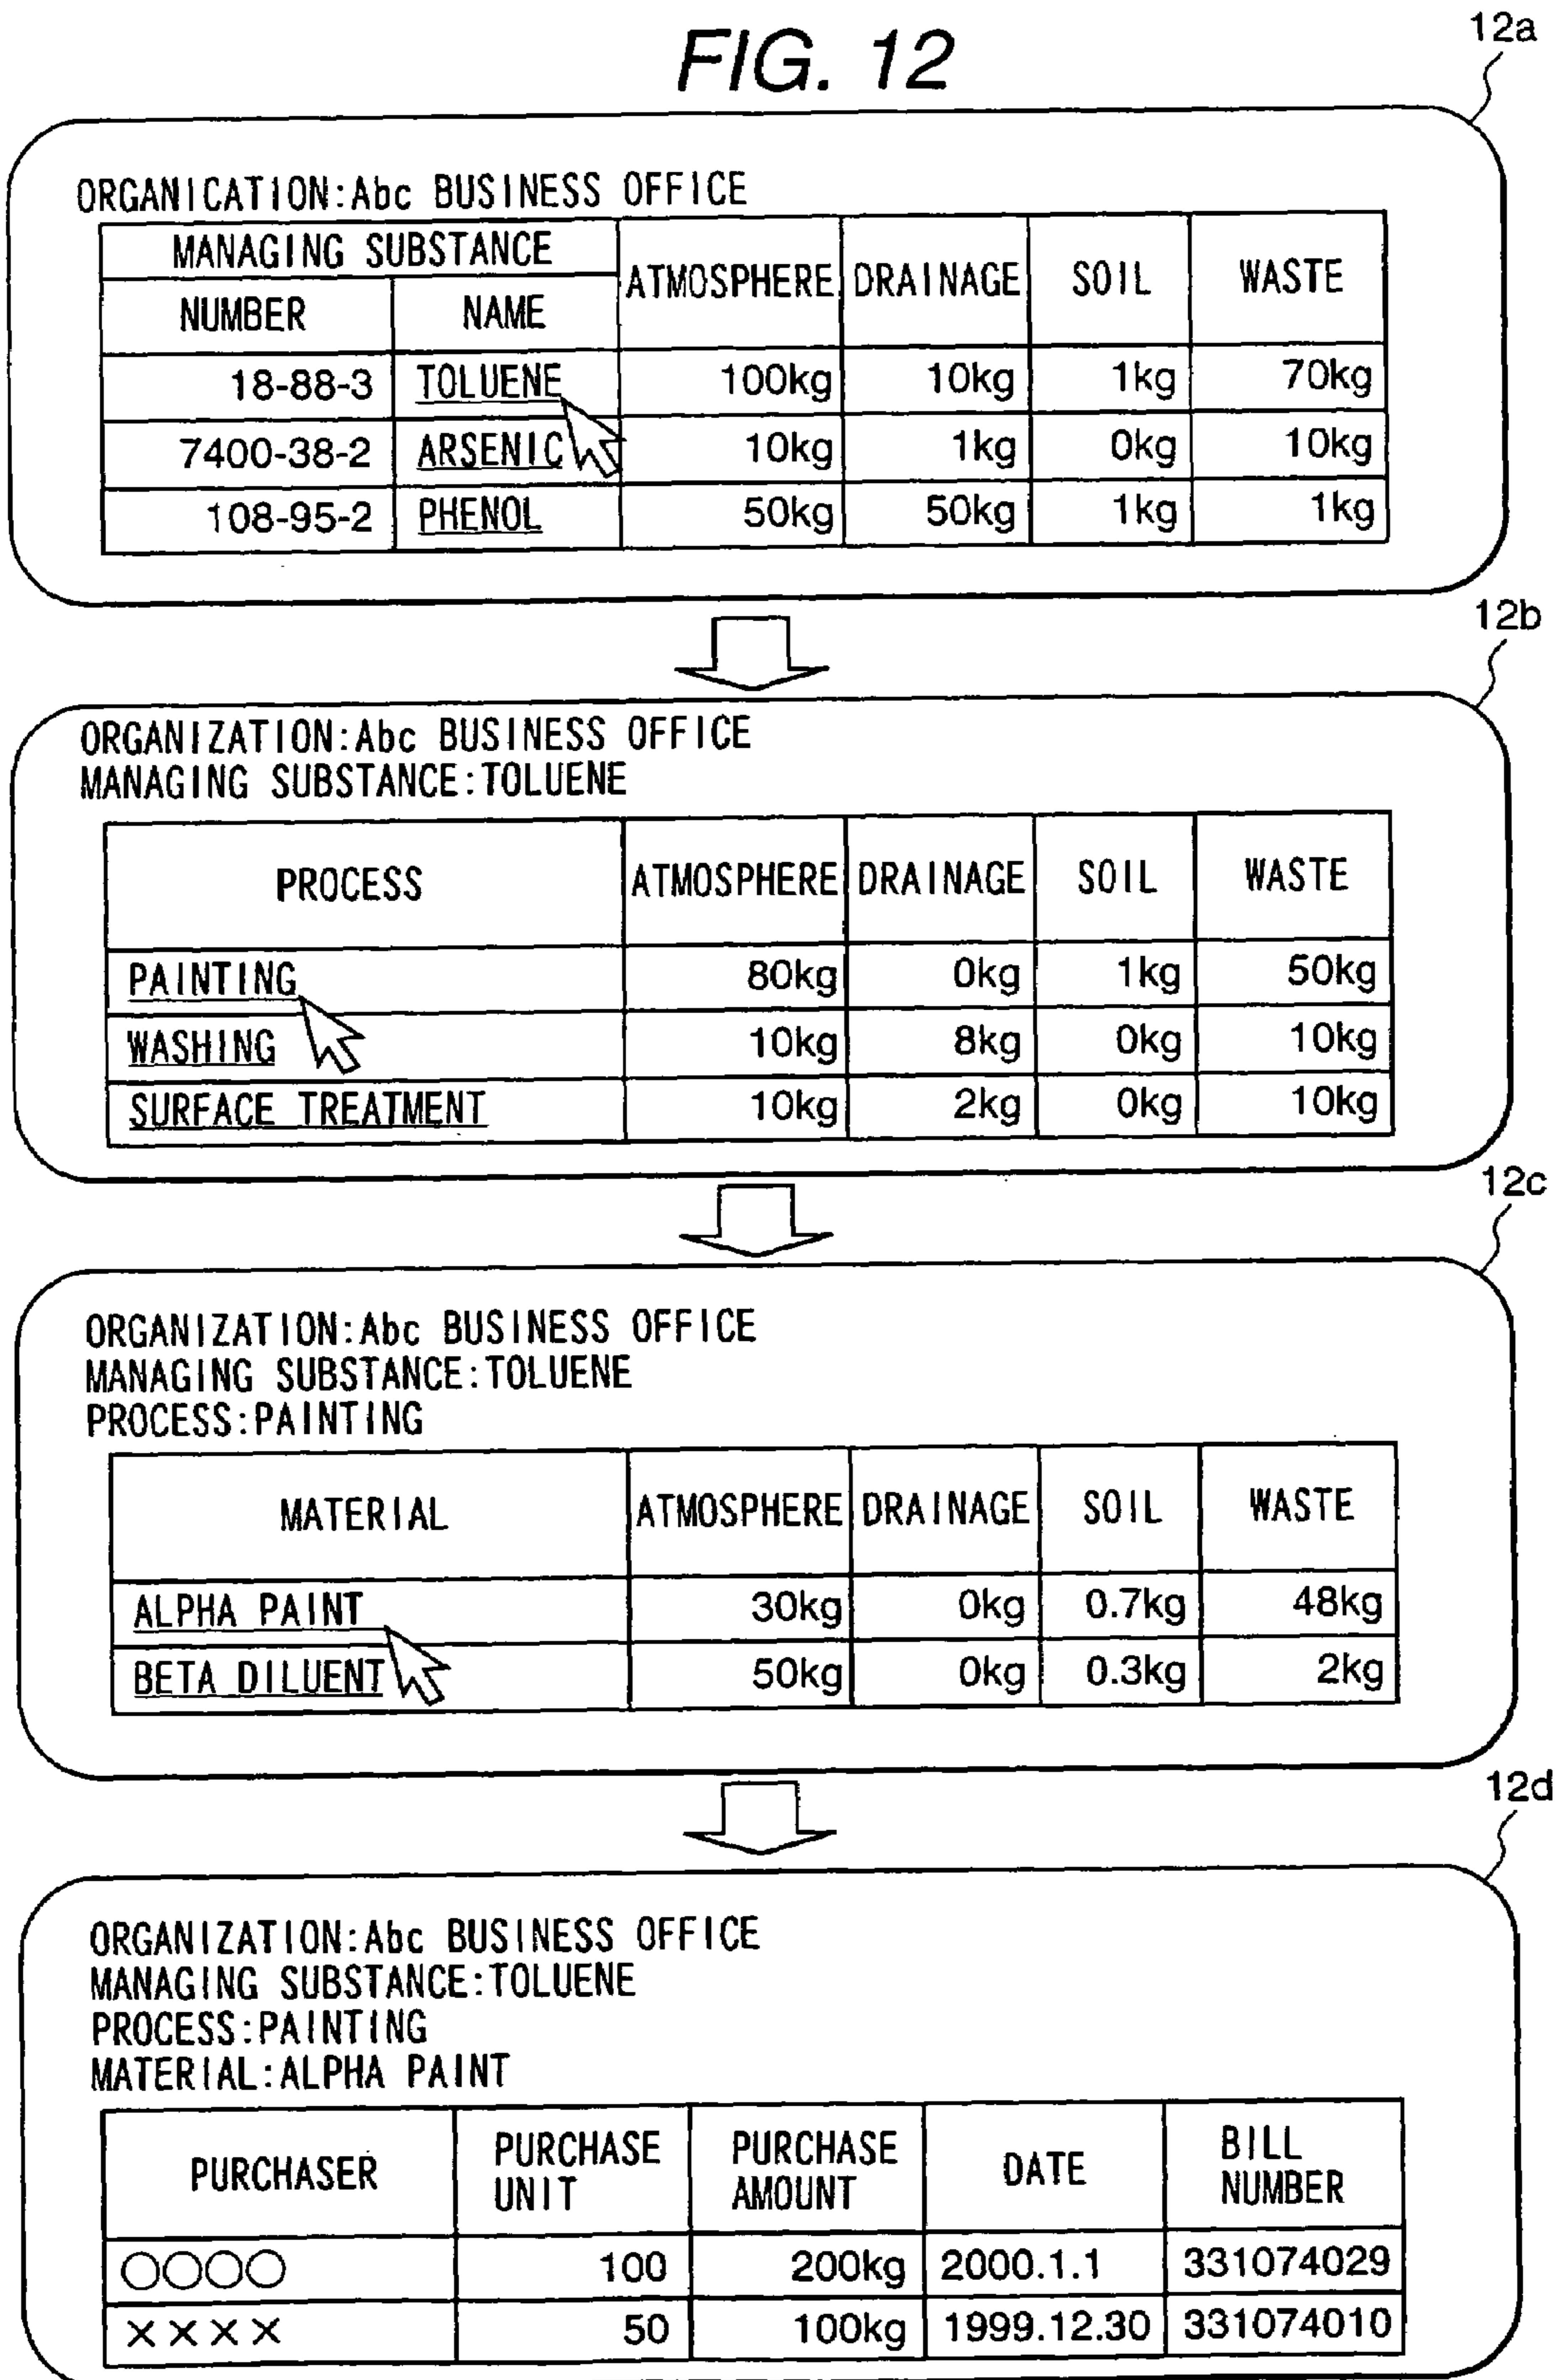 FIG. 12
12a
ORGANICATION:Abc BUSINESS OFFICE
MANAGING SUBSTANCE ATMOSPHERE DRAINAGE SOIL WASTE
NUMBER NAME
18-88-3 TOLUENE 100kg 10kg 1kg 70kg
7400-38-2 ARSENIC 10kg 1kg 0kg 10kg
108-95-2 PHENOL 50kg 50kg 1kg 1kg
12b
ORGANIZATION:Abc BUSINESS OFFICE
MANAGING SUBSTANCE:TOLUENE
PROCESS ATMOSPHERE DRAINAGE SOIL WASTE
PAINTING 80kg 0kg 1kg 50kg
WASHING 10kg 8kg 0kg 10kg
SURFACE TREATMENT 10kg 2kg 0kg 10kg
12c
ORGANIZATION:Abc BUSINESS OFFICE
MANAGING SUBSTANCE:TOLUENE
PROCESS:PAINTING
MATERIAL ATMOSPHERE DRAINAGE SOIL WASTE
ALPHA PAINT 30kg 0kg 0.7kg 48kg
BETA DILUENT 50kg 0kg 0.3kg 2kg
12d
ORGANIZATION:Abc BUSINESS OFFICE
MANAGING SUBSTANCE:TOLUENE
PROCESS:PAINTING
MATERIAL:ALPHA PAINT
PURCHASER PURCHASE UNIT PURCHASE AMOUNT DATE BILL NUMBER
○○○○ 100 200kg 2000.1.1 331074029
×××× 50 100kg 1999.12.30 331074010